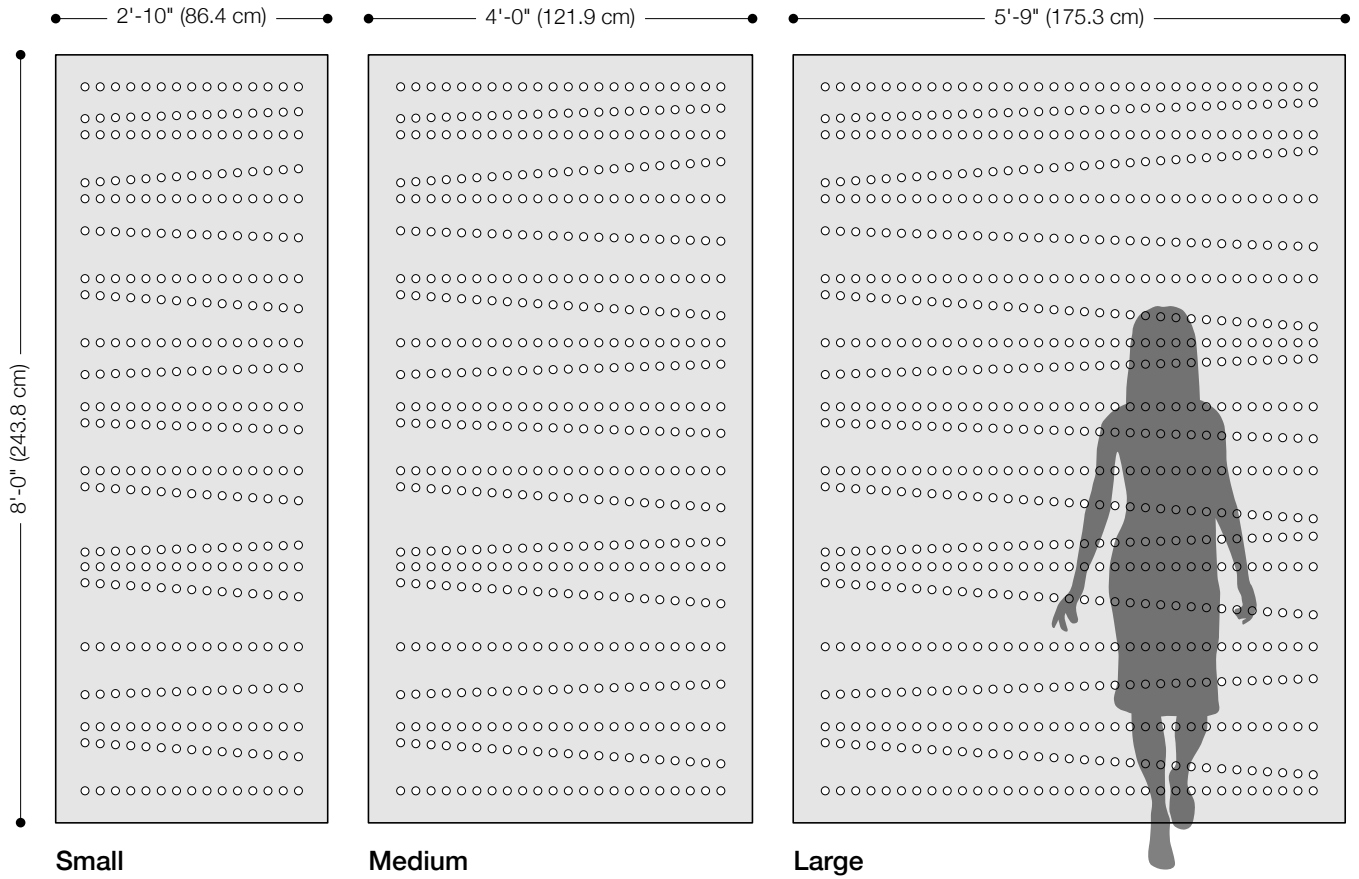 2'-10" (86.4 cm)
4'-0" (121.9 cm)
5'-9" (175.3 cm)
8'-0" (243.8 cm)
Small
Medium
Large